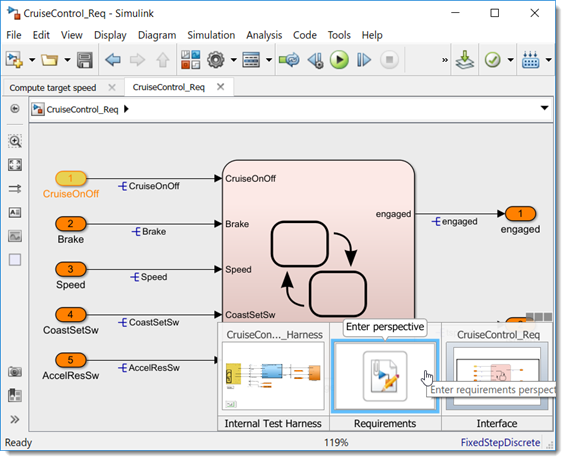 CruiseControl_Req - Simulink
File Edit View Display Diagram Simulation Analysis Code Tools Help
Compute target speed CruiseControl_Req
CruiseControl_Req
1
CruiseOnOff
CruiseOnOff
CruiseOnOff
2
Brake
Brake
Brake
3
Speed
Speed
Speed
4
CoastSetSw
CoastSetSw
CoastSetSw
5
AccelResSw
AccelResSw
engaged
engaged
1
engaged
Enter perspective
CruiseCon..._Harness
CruiseControl_Req
Enter requirements perspect
Internal Test Harness Requirements Interface
Ready 119% FixedStepDiscrete